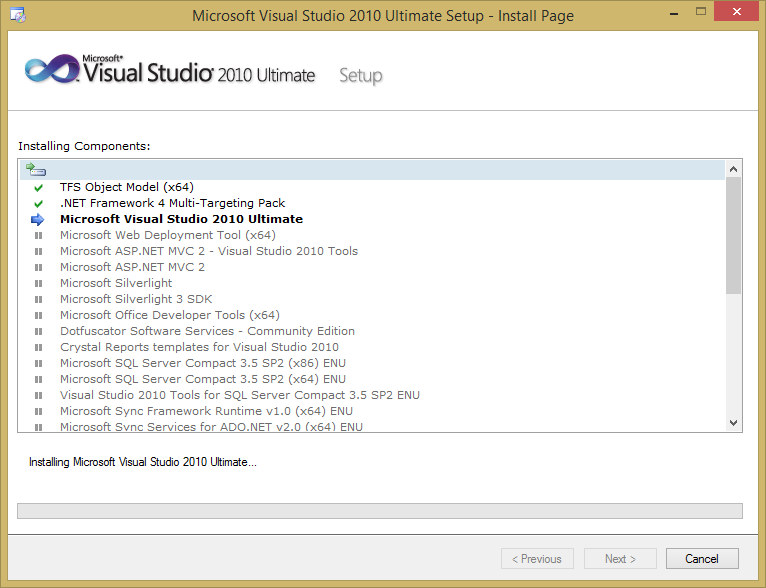 Microsoft Visual Studio 2010 Ultimate Setup - Install Page
Microsoft®
Visual Studio® 2010 Ultimate Setup
Installing Components:
TFS Object Model (x64)
.NET Framework 4 Multi-Targeting Pack
Microsoft Visual Studio 2010 Ultimate
Microsoft Web Deployment Tool (x64)
Microsoft ASP.NET MVC 2 - Visual Studio 2010 Tools
Microsoft ASP.NET MVC 2
Microsoft Silverlight
Microsoft Silverlight 3 SDK
Microsoft Office Developer Tools (x64)
Dotfuscator Software Services - Community Edition
Crystal Reports templates for Visual Studio 2010
Microsoft SQL Server Compact 3.5 SP2 (x86) ENU
Microsoft SQL Server Compact 3.5 SP2 (x64) ENU
Visual Studio 2010 Tools for SQL Server Compact 3.5 SP2 ENU
Microsoft Sync Framework Runtime v1.0 (x64) ENU
Microsoft Sync Services for ADO.NET v2.0 (x64) ENU
Installing Microsoft Visual Studio 2010 Ultimate...
< Previous Next > Cancel